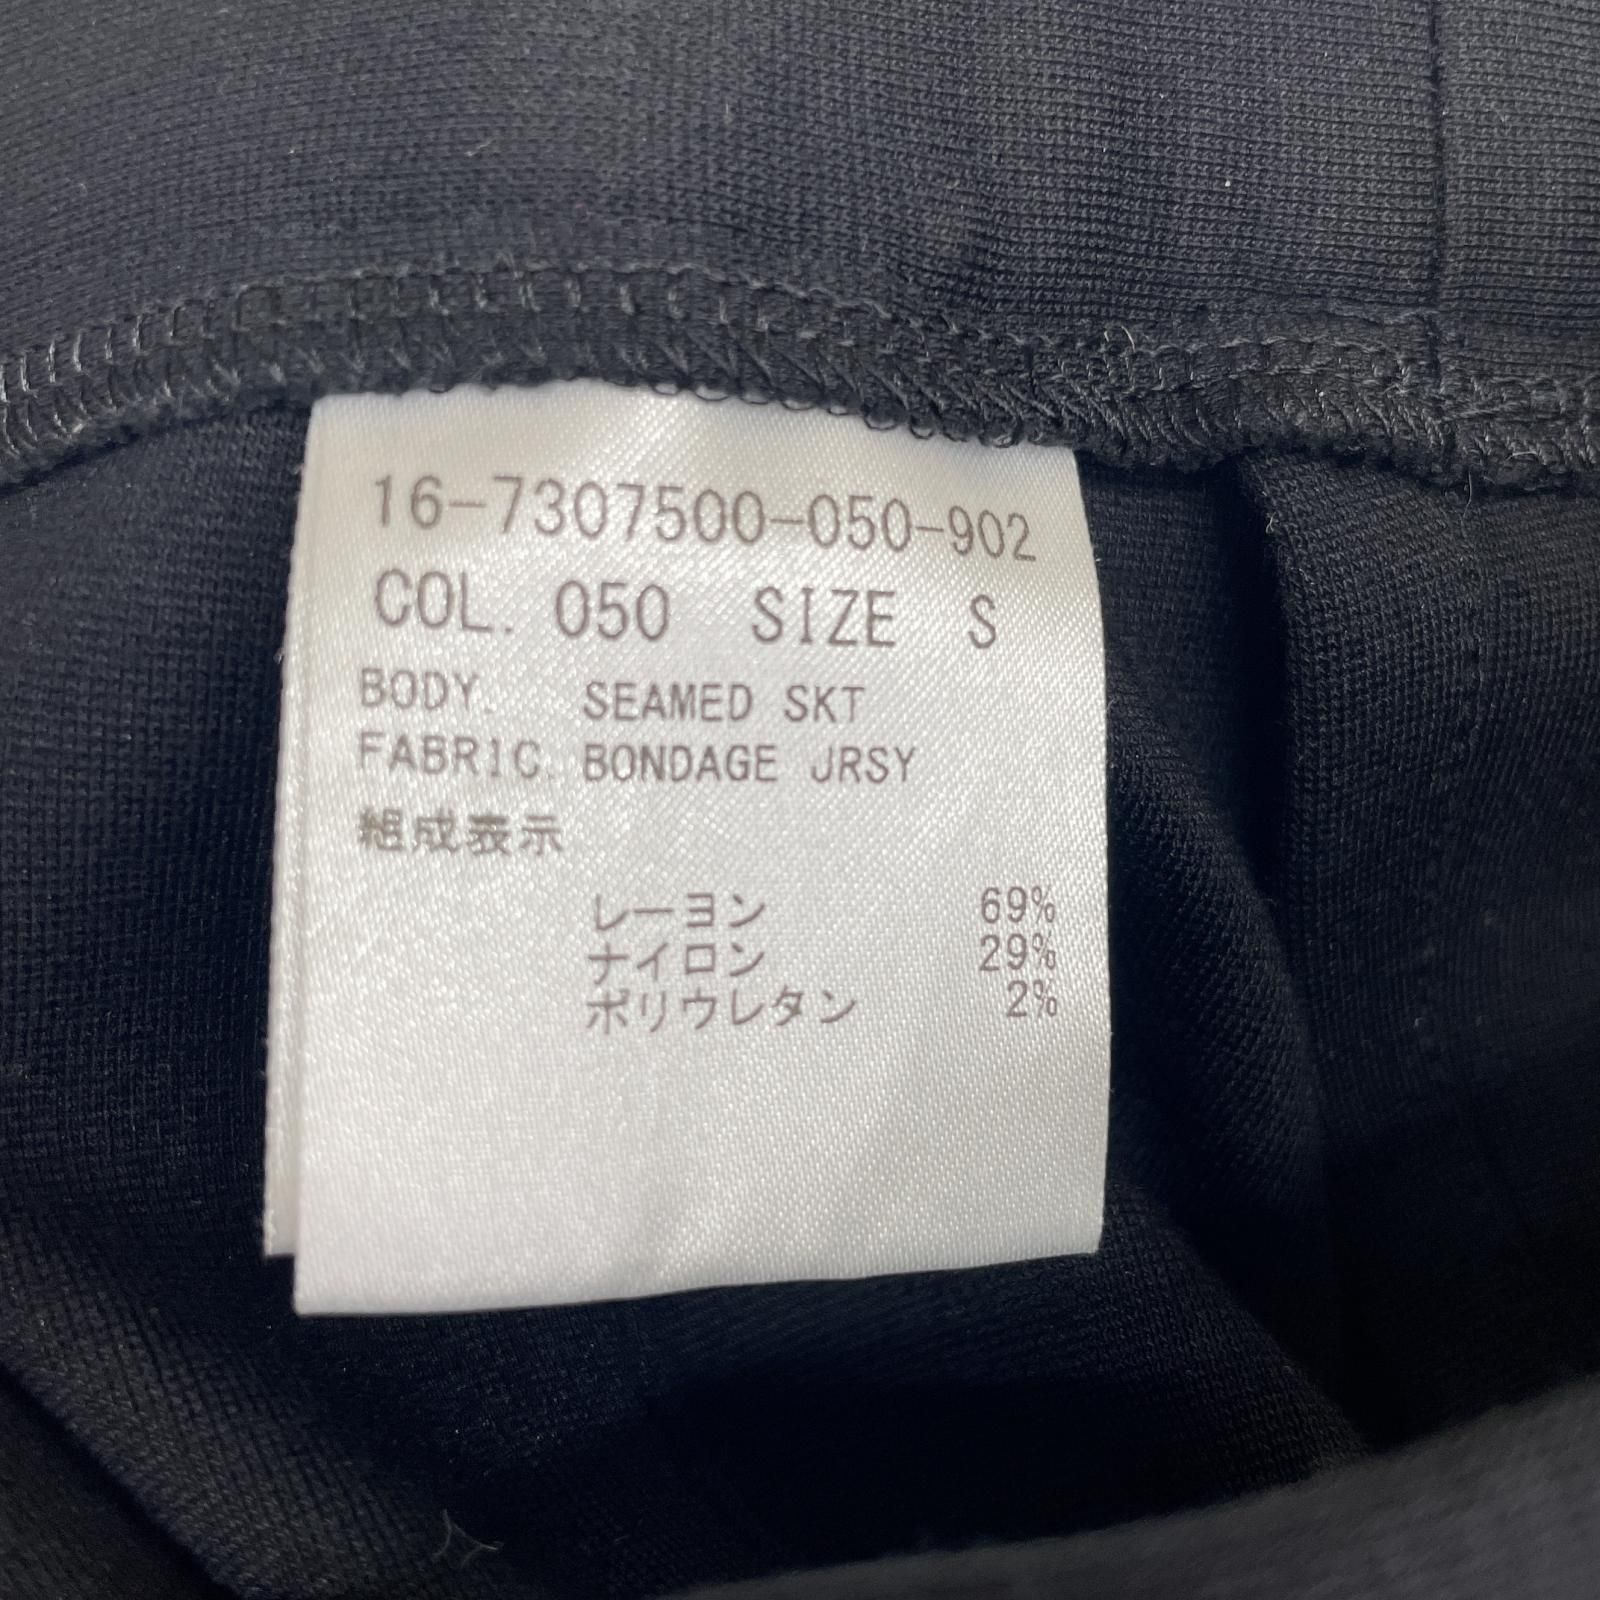 16-7307500-050-902
COL. 050 SIZE S
BODY. SEAMED SKT
FABRIC. BONDAGE JRSY
組成表示
レーヨン 69%
ナイロン 29%
ポリウレタン 2%